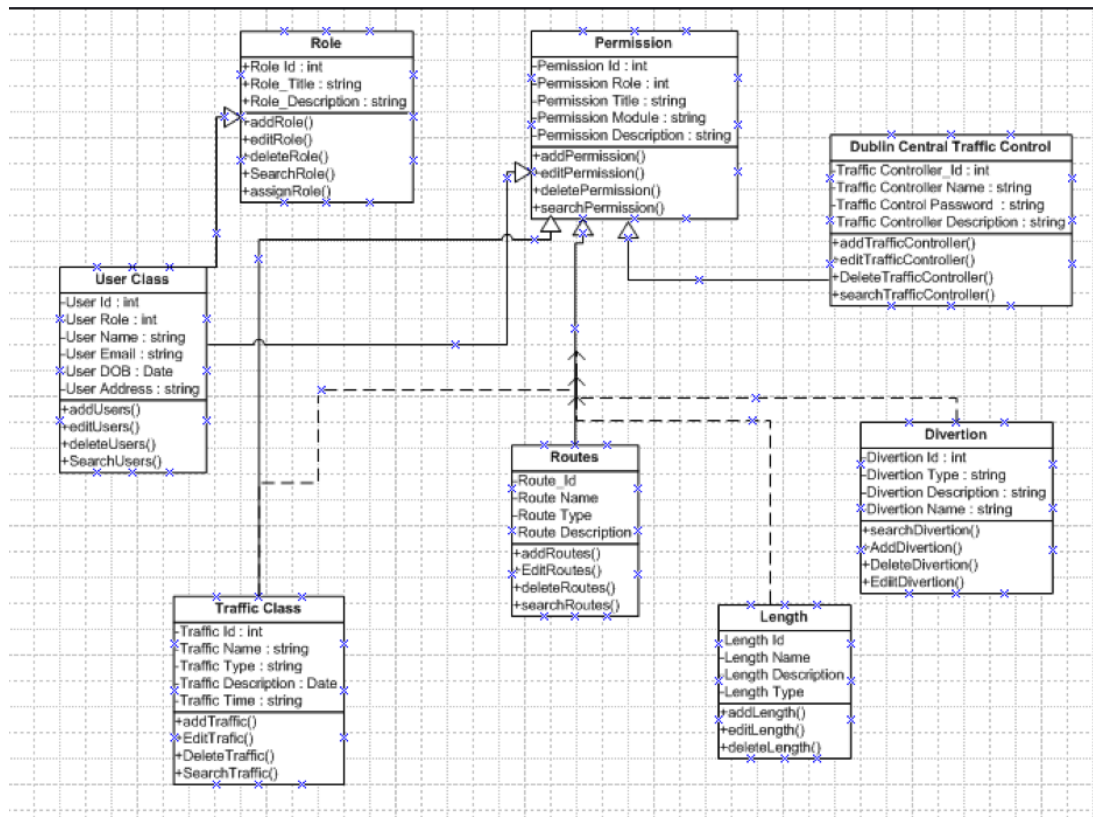 Role
+Role Id : int
+Role_Title : string
+Role_Description : string
+addRole()
+editRole()
+deleteRole()
+SearchRole()
+assignRole()
Permission
-Permission Id : int
-Permission Role : int
-Permission Title : string
-Permission Module : string
-Permission Description : string
+addPermission()
+editPermission()
+deletePermission()
+searchPermission()
Dublin Central Traffic Control
-Traffic Controller_Id : int
-Traffic Controller Name : string
-Traffic Control Password : string
-Traffic Controller Description : string
+addTrafficController()
+editTrafficController()
+DeleteTrafficController()
+searchTrafficController()
User Class
-User Id : int
-User Role : int
-User Name : string
-User Email : string
-User DOB : Date
-User Address : string
+addUsers()
+editUsers()
+deleteUsers()
+SearchUsers()
Routes
-Route_Id
-Route Name
-Route Type
-Route Description
+addRoutes()
+EditRoutes()
+deleteRoutes()
+searchRoutes()
Divertion
-Divertion Id : int
-Divertion Type : string
-Divertion Description : string
-Divertion Name : string
+searchDivertion()
+AddDivertion()
+DeleteDivertion()
+EdiitDivertion()
Traffic Class
-Traffic Id : int
-Traffic Name : string
-Traffic Type : string
-Traffic Description : Date
-Traffic Time : string
+addTraffic()
+EditTrafic()
+DeleteTraffic()
+SearchTraffic()
Length
-Length Id
-Length Name
-Length Description
-Length Type
+addLength()
+editLength()
+deleteLength()